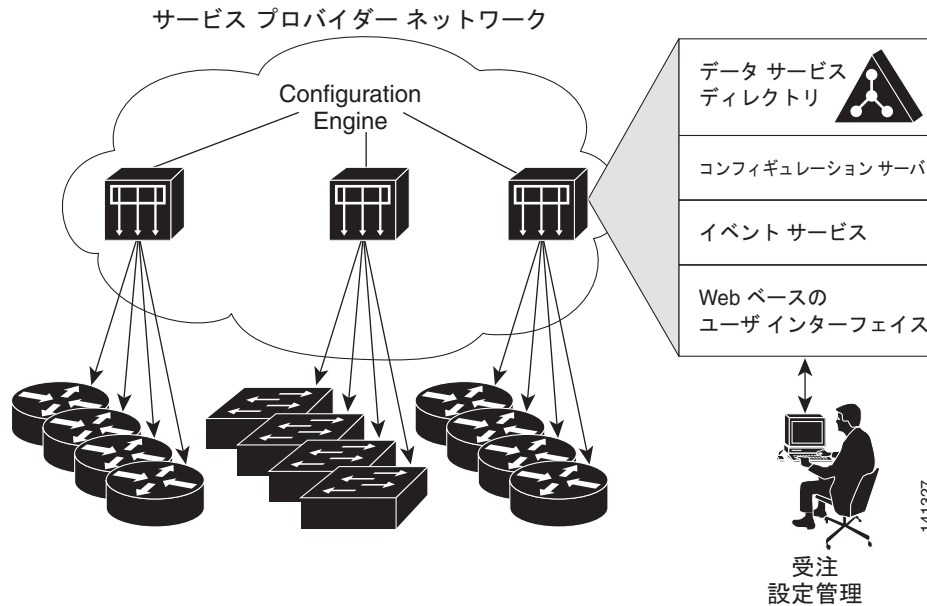 サービス プロバイダー ネットワーク
Configuration
Engine
データ サービス
ディレクトリ
コンフィギュレーション サーバ
イベント サービス
Web ベースの
ユーザ インターフェイス
141327
受注
設定管理